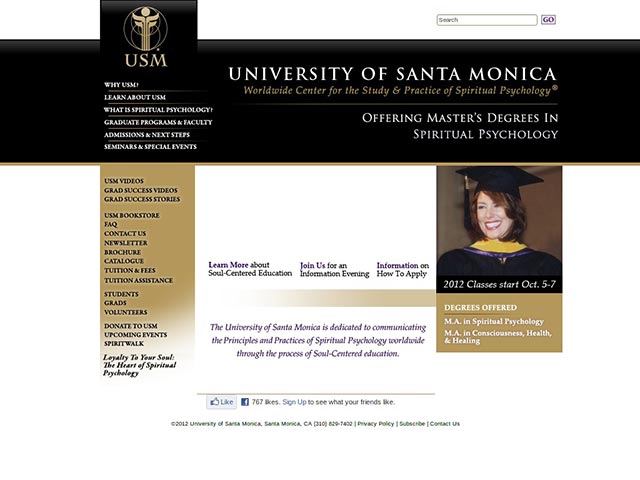 Search
GO
USM
UNIVERSITY OF SANTA MONICA
Worldwide Center for the Study & Practice of Spiritual Psychology®
OFFERING MASTER'S DEGREES IN
SPIRITUAL PSYCHOLOGY
WHY USM?
LEARN ABOUT USM
WHAT IS SPIRITUAL PSYCHOLOGY?
GRADUATE PROGRAMS & FACULTY
ADMISSIONS & NEXT STEPS
SEMINARS & SPECIAL EVENTS
USM VIDEOS
GRAD SUCCESS VIDEOS
GRAD SUCCESS STORIES
USM BOOKSTORE
FAQ
CONTACT US
NEWSLETTER
BROCHURE
CATALOGUE
TUITION & FEES
TUITION ASSISTANCE
STUDENTS
GRADS
VOLUNTEERS
DONATE TO USM
UPCOMING EVENTS
SPIRITWALK
Loyalty To Your Soul:
The Heart of Spiritual
Psychology
Learn More about
Soul-Centered Education
Join Us for an
Information Evening
Information on
How To Apply
The University of Santa Monica is dedicated to communicating
the Principles and Practices of Spiritual Psychology worldwide
through the process of Soul-Centered education.
2012 Classes start Oct. 5-7
DEGREES OFFERED
M.A. in Spiritual Psychology
M.A. in Consciousness, Health,
& Healing
Like
767 likes. Sign Up to see what your friends like.
©2012 University of Santa Monica, Santa Monica, CA (310) 829-7402 | Privacy Policy | Subscribe | Contact Us